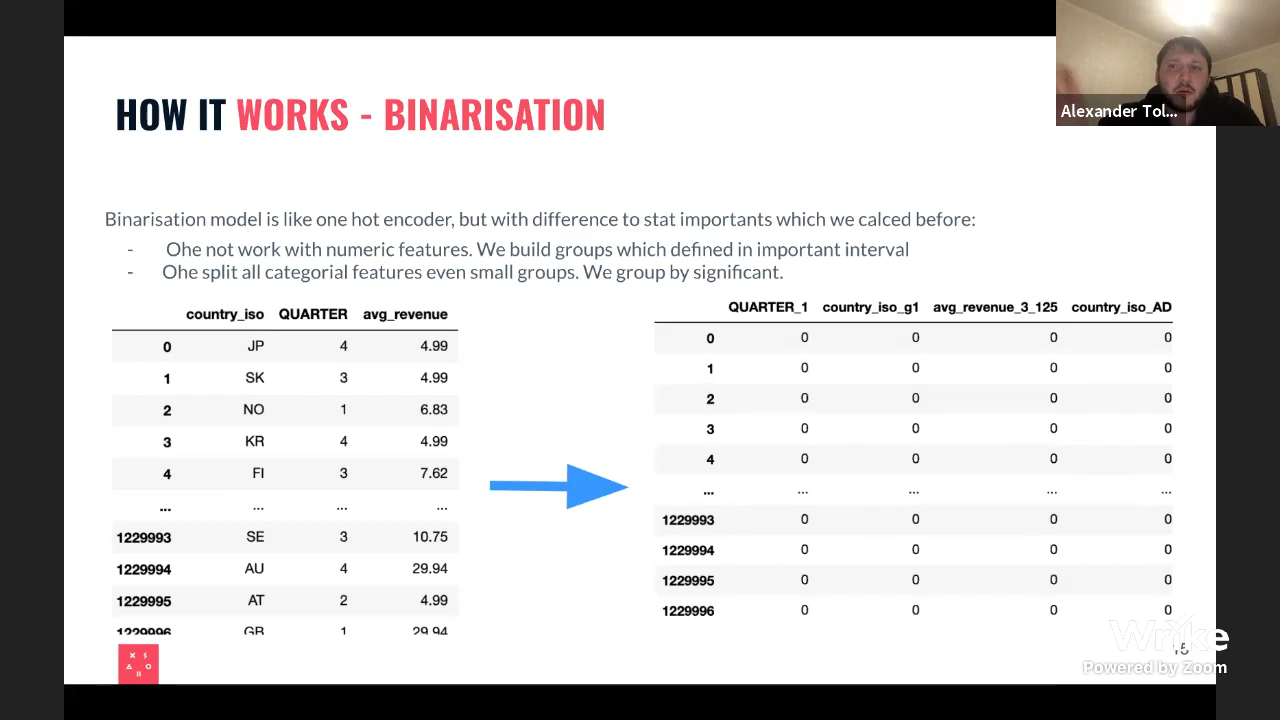 Alexander Tol...
HOW IT WORKS - BINARISATION
Binarisation model is like one hot encoder, but with difference to stat importants which we calced before:
- Ohe not work with numeric features. We build groups which defined in important interval
- Ohe split all categorial features even small groups. We group by significant.
country_iso QUARTER avg_revenue
0 JP 4 4.99
1 SK 3 4.99
2 NO 1 6.83
3 KR 4 4.99
4 FI 3 7.62
... ... ... ...
1229993 SE 3 10.75
1229994 AU 4 29.94
1229995 AT 2 4.99
1229996 GB 1 29.94
QUARTER_1 country_iso_g1 avg_revenue_3_125 country_iso_AD
0 0 0 0 0
1 0 0 0 0
2 0 0 0 0
3 0 0 0 0
4 0 0 0 0
... ... ... ... ...
1229993 0 0 0 0
1229994 0 0 0 0
1229995 0 0 0 0
1229996 0 0 0 0
Wrike
15
Powered by Zoom